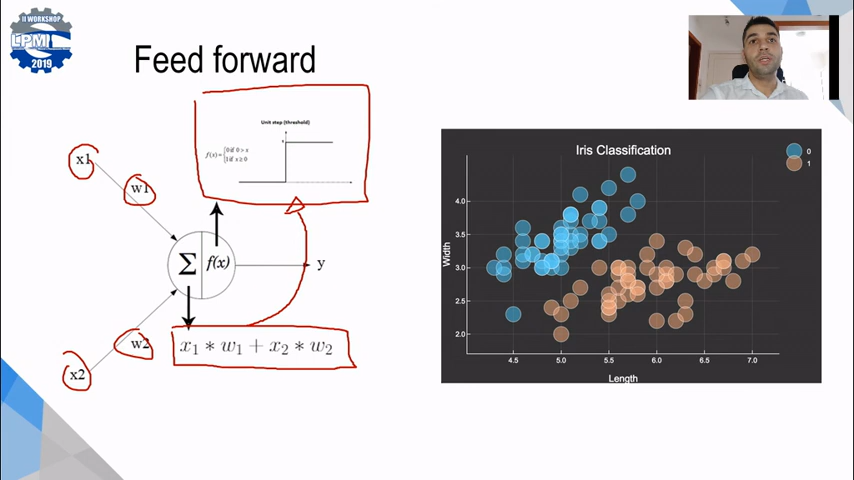 II WORKSHOP
LPMI
2019
Feed forward
Unit step (threshold)
f(x) = {0 if 0 > x
1 if x ≥ 0
x1
w1
Σ f(x)
y
w2
x2
x₁ * w₁ + x₂ * w₂
Iris Classification
0
1
Width
4.0
3.5
3.0
2.5
2.0
4.5 5.0 5.5 6.0 6.5 7.0
Length